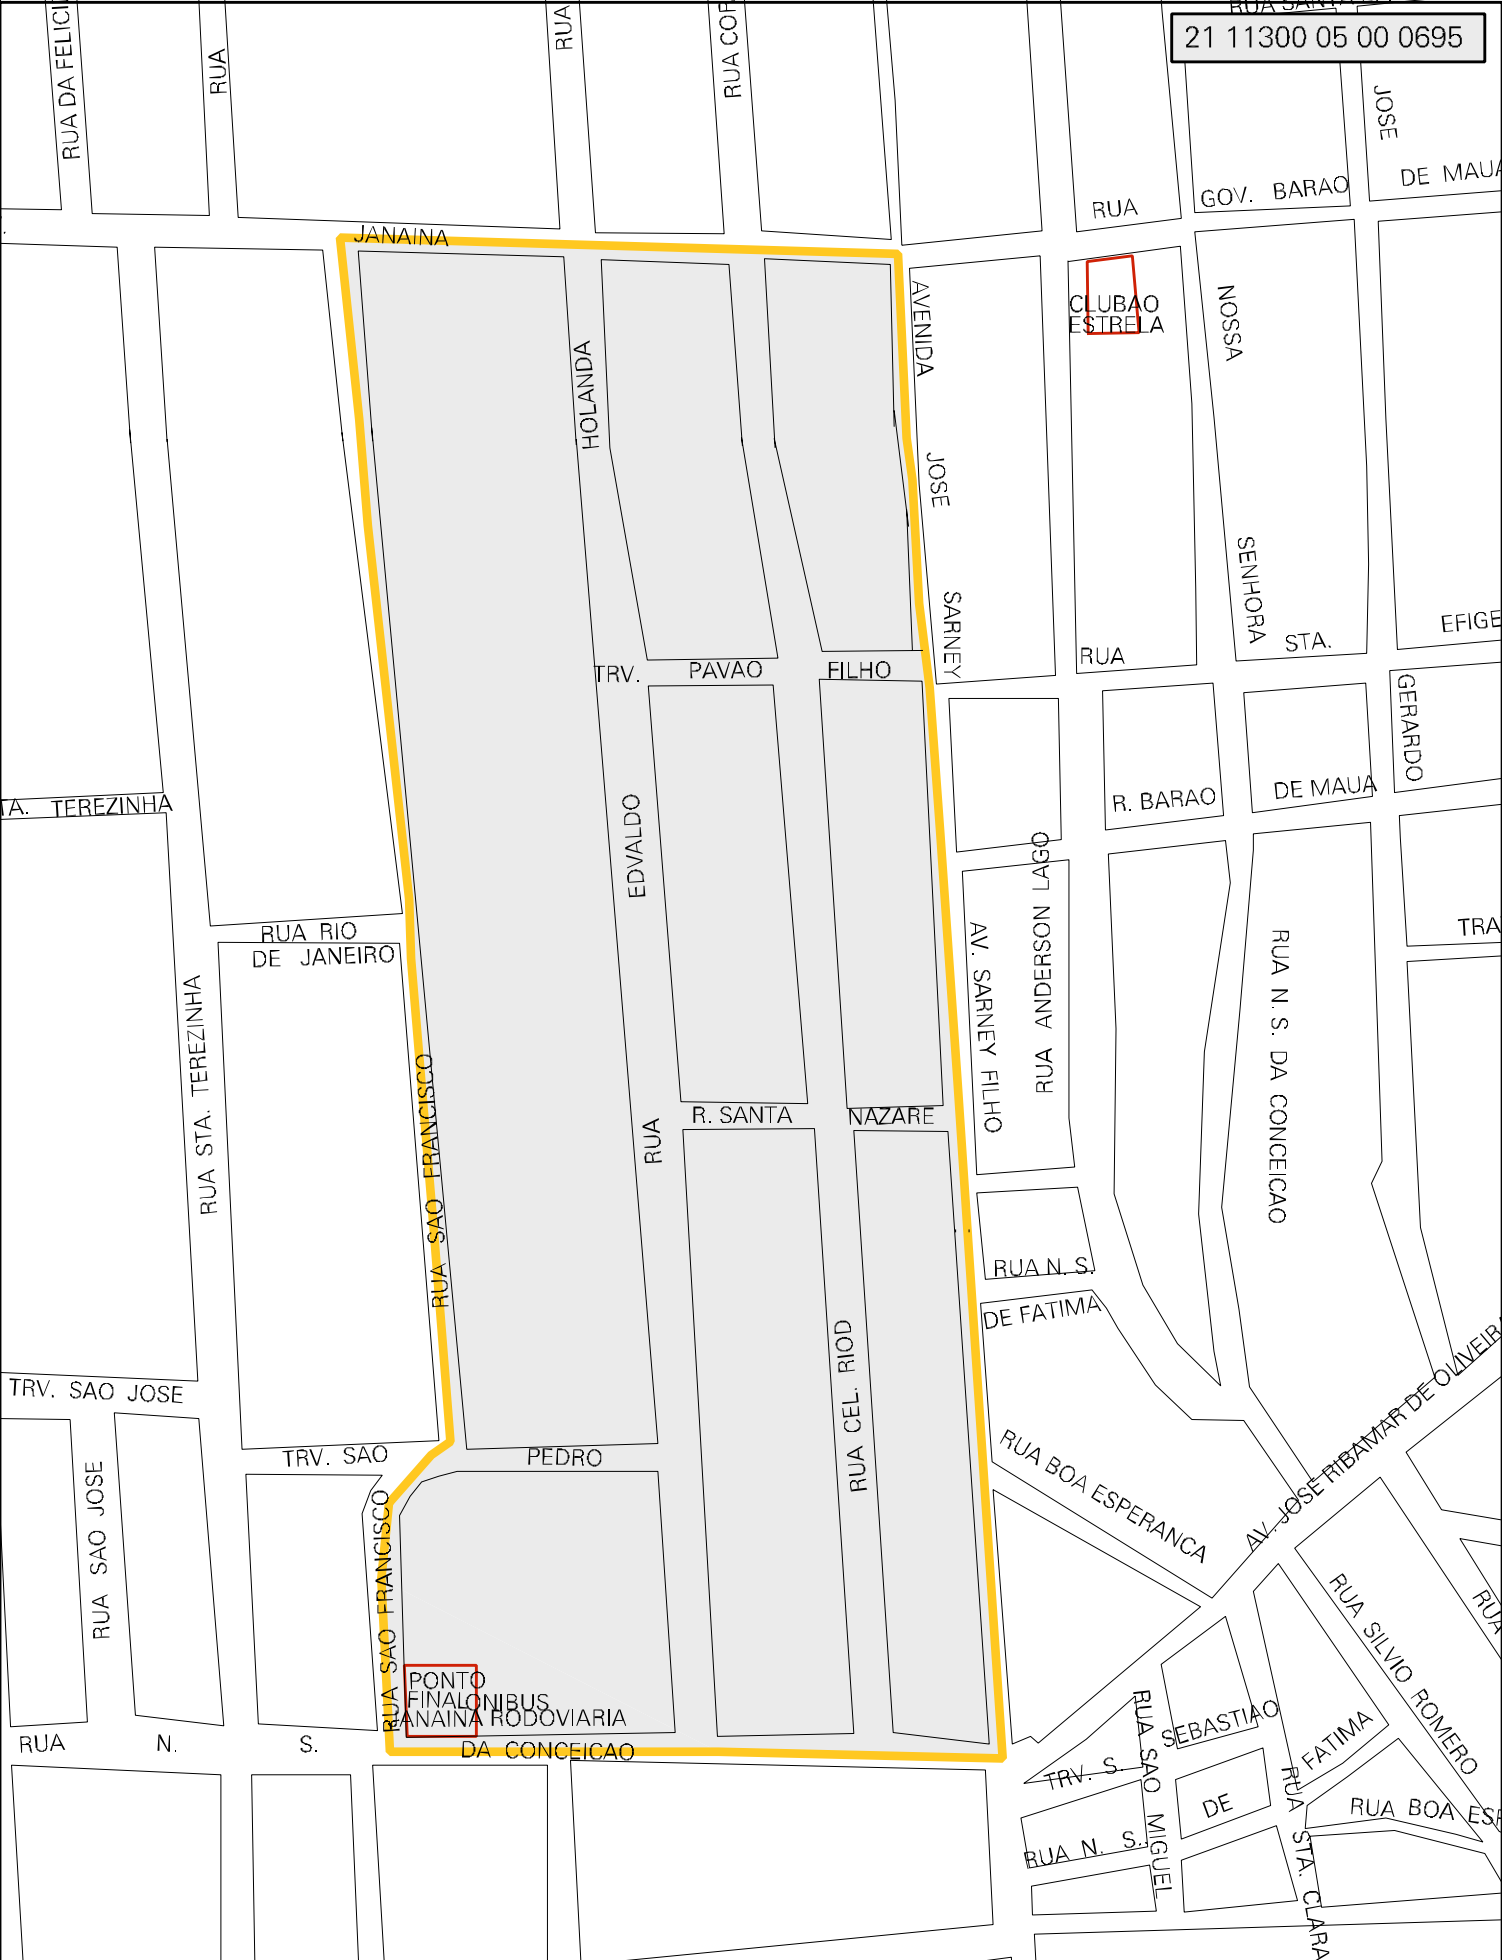 RUA SANTA
21 11300 05 00 0695
RUA DA FELICI
RUA
RUA
RUA COR
JOSE
DE MAUA
GOV. BARAO
RUA
JANAINA
AVENIDA
JOSE
SARNEY
CLUBAO
ESTRELA
NOSSA
SENHORA
HOLANDA
EDVALDO
RUA
TRV. PAVAO FILHO
RUA
STA.
EFIGE
GERARDO
R. BARAO
DE MAUA
TA. TEREZINHA
RUA RIO
DE JANEIRO
RUA STA. TEREZINHA
RUA SAO FRANCISCO
AV. SARNEY FILHO
RUA ANDERSON LAGO
RUA N. S. DA CONCEICAO
TRA
R. SANTA NAZARE
RUA N. S.
DE FATIMA
RUA CEL. RIOD
TRV. SAO JOSE
RUA SAO JOSE
TRV. SAO PEDRO
RUA SAO FRANCISCO
RUA BOA ESPERANCA
AV. JOSE RIBAMAR DE OLIVEIRA
RUA SILVIO ROMERO
RUA
PONTO
FINALONIBUS
JANAINA RODOVIARIA
RUA N. S. DA CONCEICAO
TRV. S. SEBASTIAO
RUA SAO MIGUEL
RUA N. S. DE FATIMA
RUA STA. CLARA
RUA BOA ESP